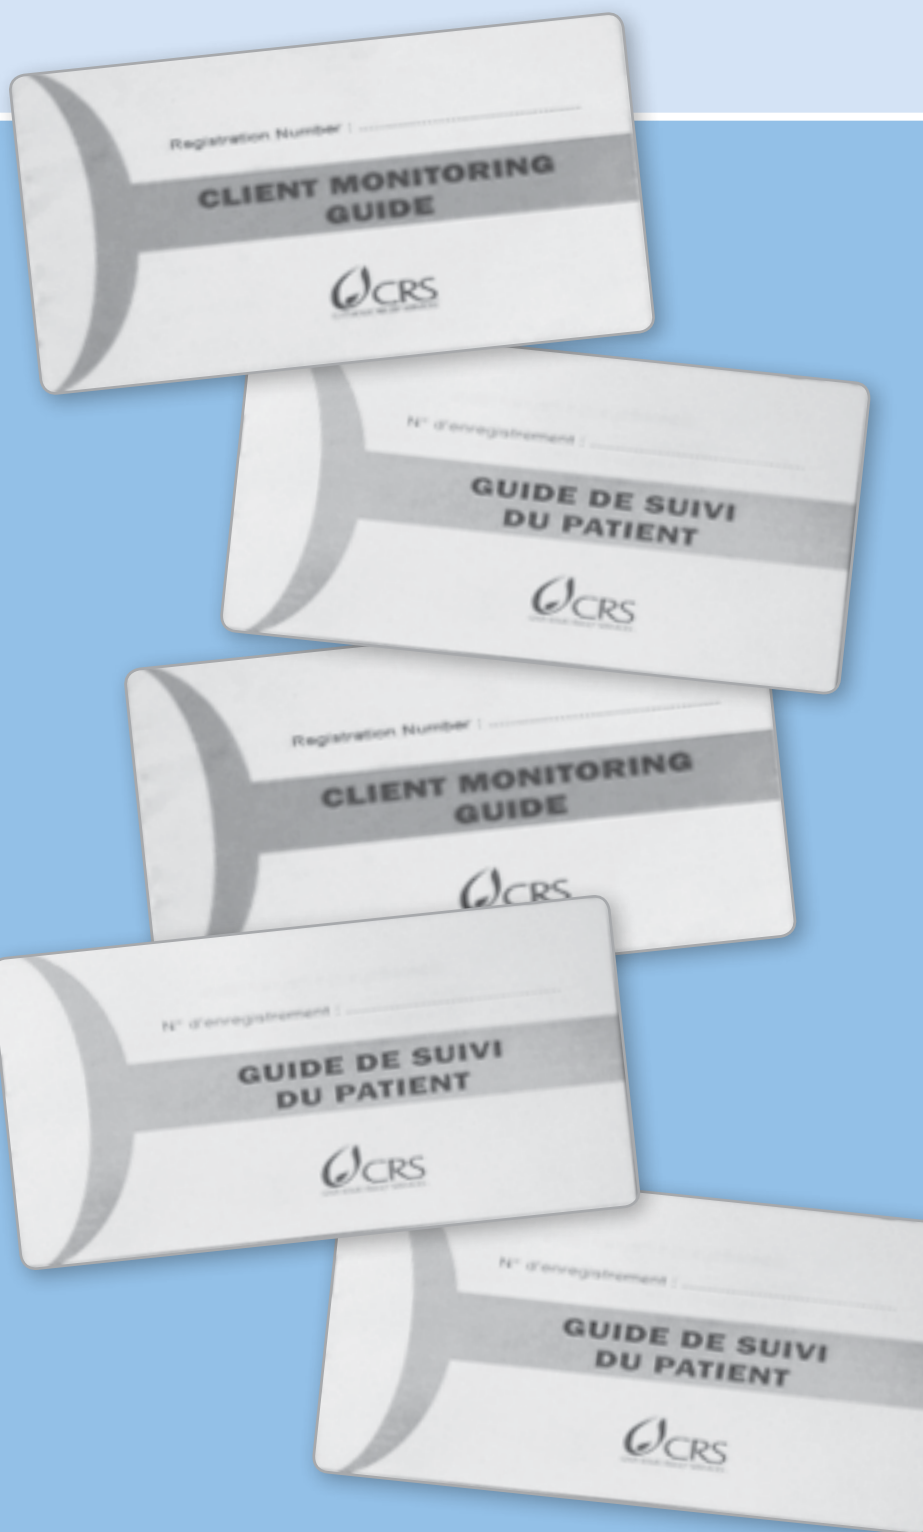 Registration Number : ....................
CLIENT MONITORING
GUIDE
CRS
N° d'enregistrement : ....................
GUIDE DE SUIVI
DU PATIENT
CRS
Registration Number : ....................
CLIENT MONITORING
GUIDE
CRS
N° d'enregistrement : ....................
GUIDE DE SUIVI
DU PATIENT
CRS
N° d'enregistrement : ....................
GUIDE DE SUIVI
DU PATIENT
CRS